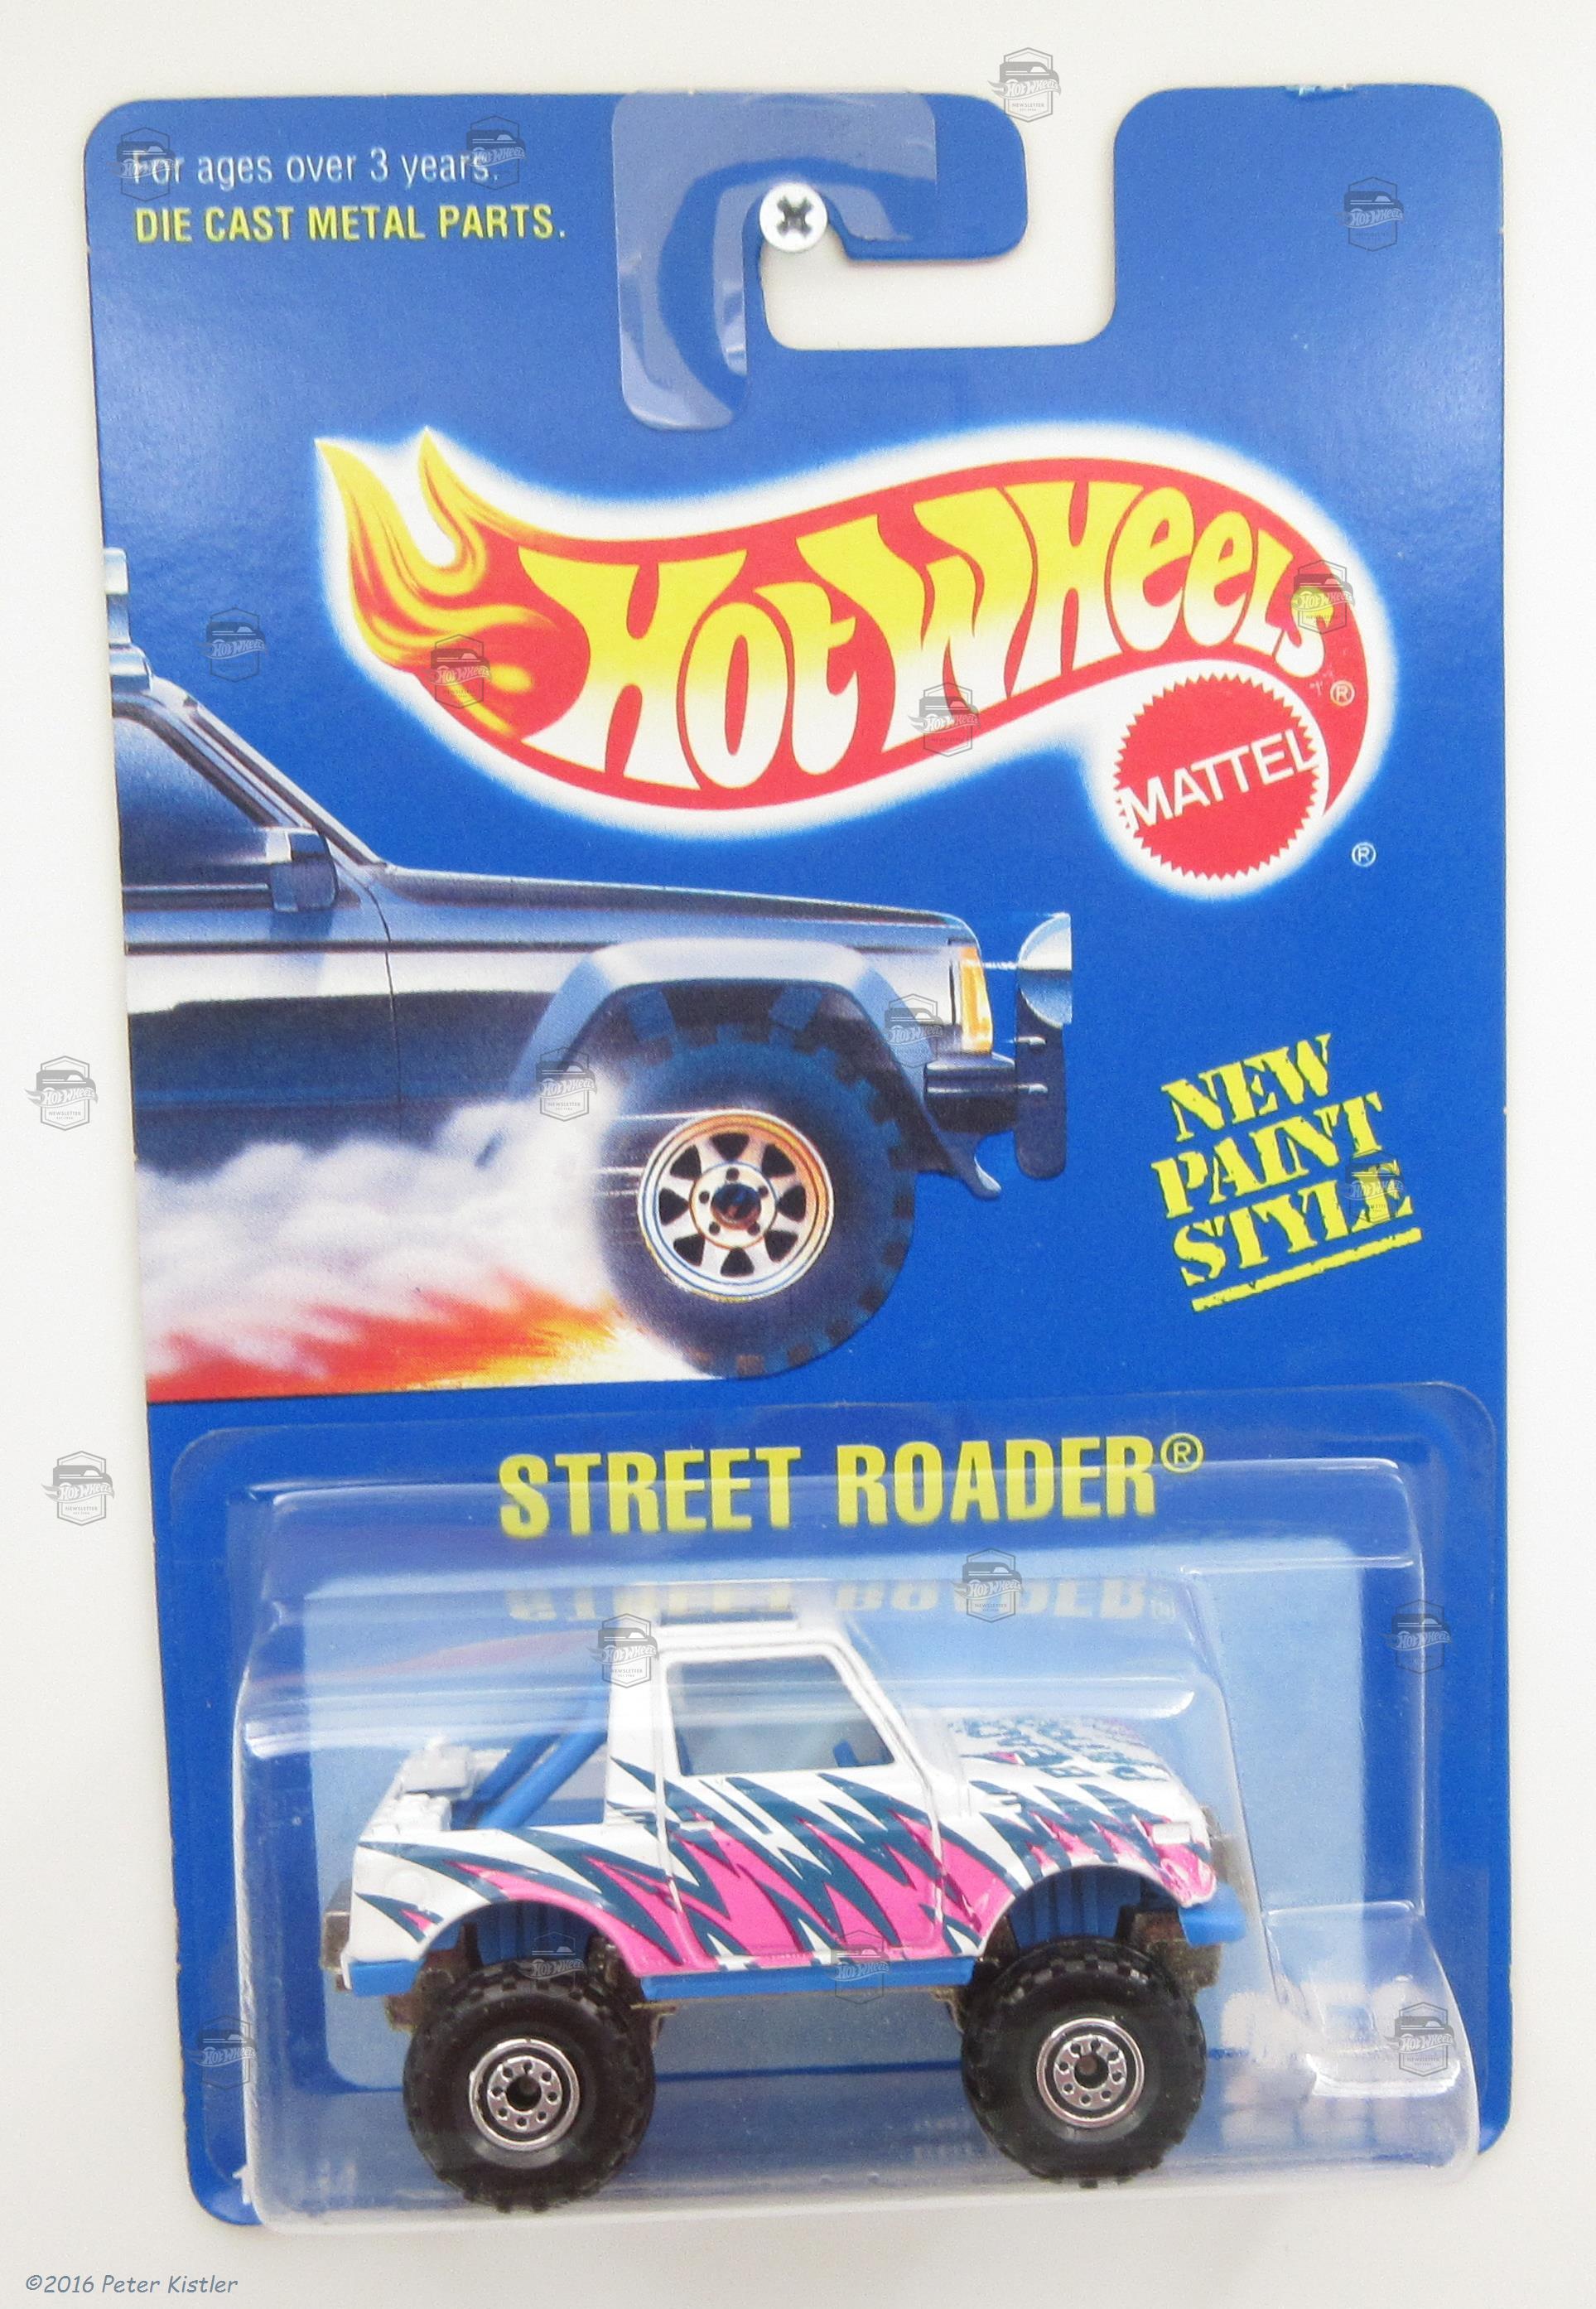 For ages over 3 years.
DIE CAST METAL PARTS.
Hot Wheels®
MATTEL
®
NEW
PAINT
STYLE
STREET ROADER®
©2016 Peter Kistler